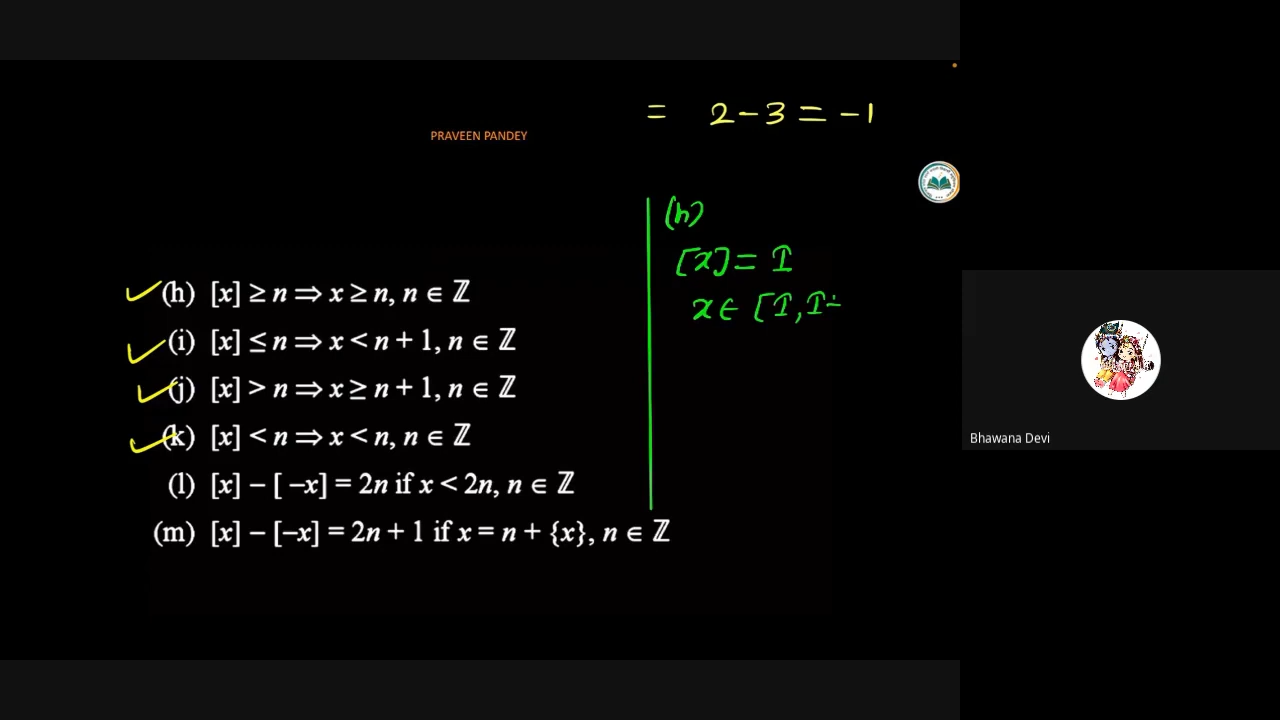 = 2-3 = -1
PRAVEEN PANDEY
(h)
[x] = I
x ∈ [I, I+
(h) [x] ≥ n ⇒ x ≥ n, n ∈ ℤ
(i) [x] ≤ n ⇒ x < n + 1, n ∈ ℤ
(j) [x] > n ⇒ x ≥ n + 1, n ∈ ℤ
(k) [x] < n ⇒ x < n, n ∈ ℤ
(l) [x] – [ –x] = 2n if x < 2n, n ∈ ℤ
(m) [x] – [–x] = 2n + 1 if x = n + {x}, n ∈ ℤ
Bhawana Devi